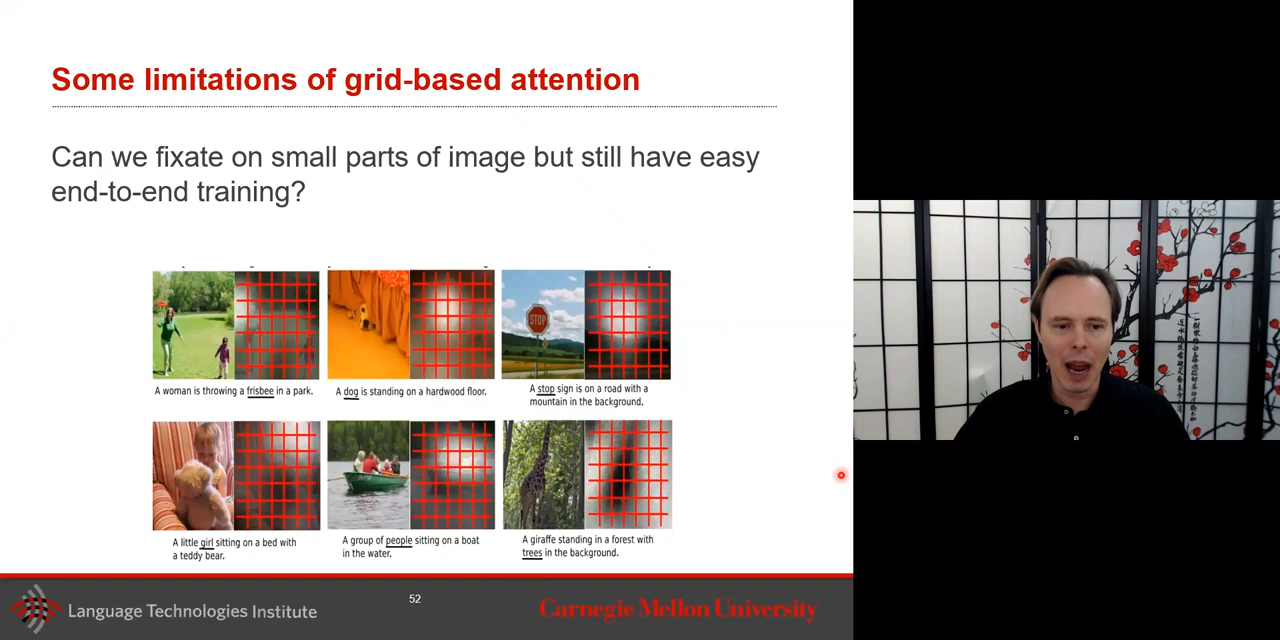 Some limitations of grid-based attention
Can we fixate on small parts of image but still have easy
end-to-end training?
STOP
A woman is throwing a frisbee in a park.
A dog is standing on a hardwood floor.
A stop sign is on a road with a
mountain in the background.
A little girl sitting on a bed with
a teddy bear.
A group of people sitting on a boat
in the water.
A giraffe standing in a forest with
trees in the background.
Language Technologies Institute
52
Carnegie Mellon University